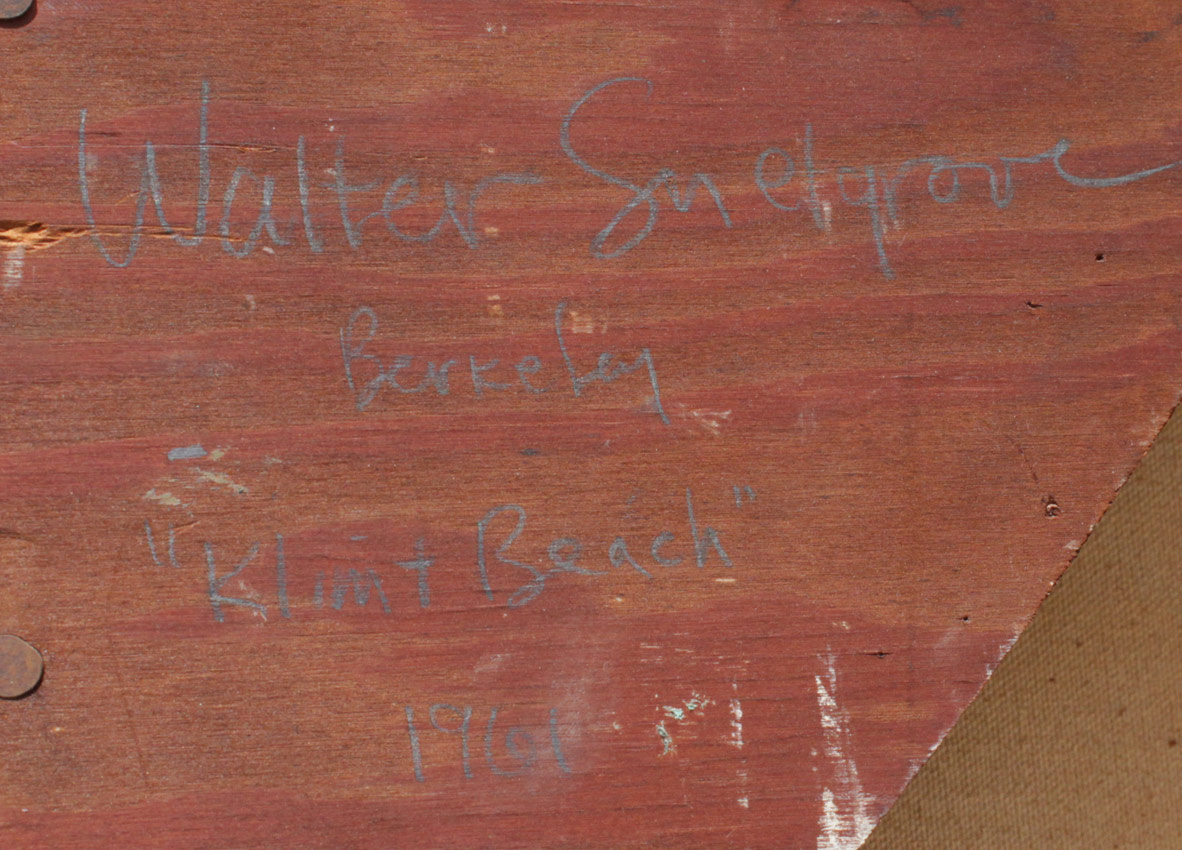 Walter Snelgrove
Berkeley
"Klimt Beach"
1961